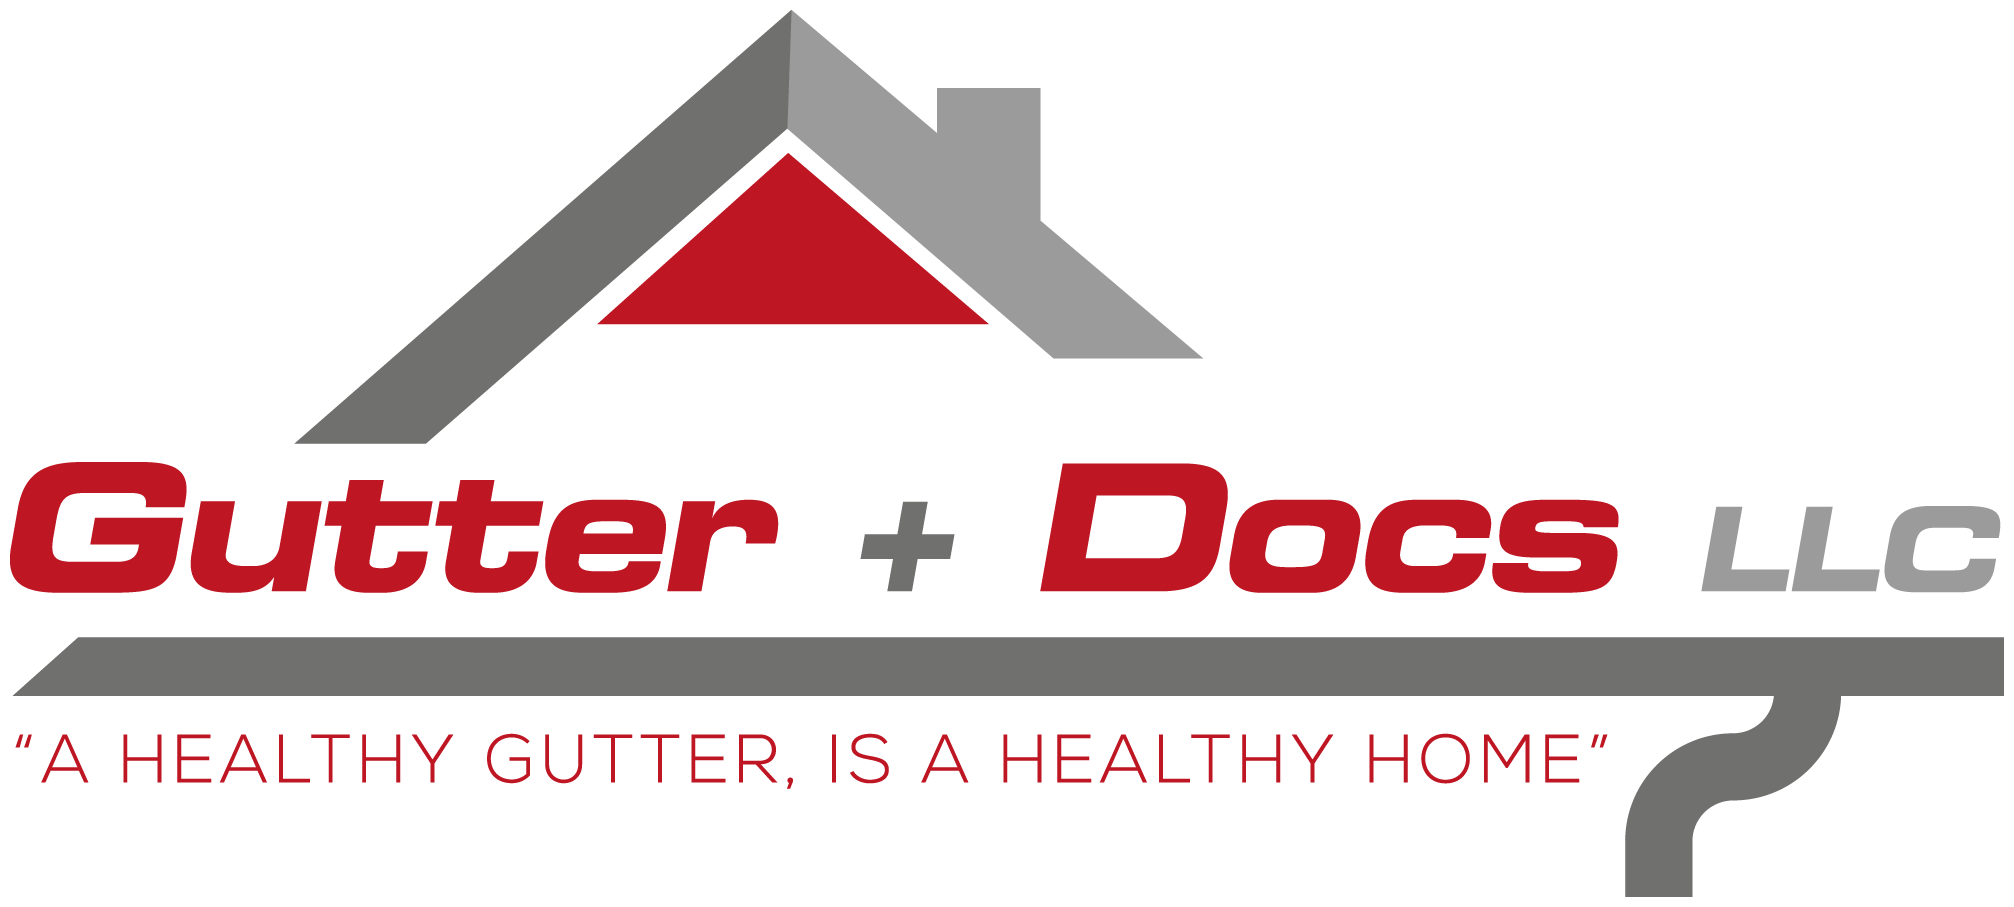 Gutter + Docs LLC
“A HEALTHY GUTTER, IS A HEALTHY HOME”